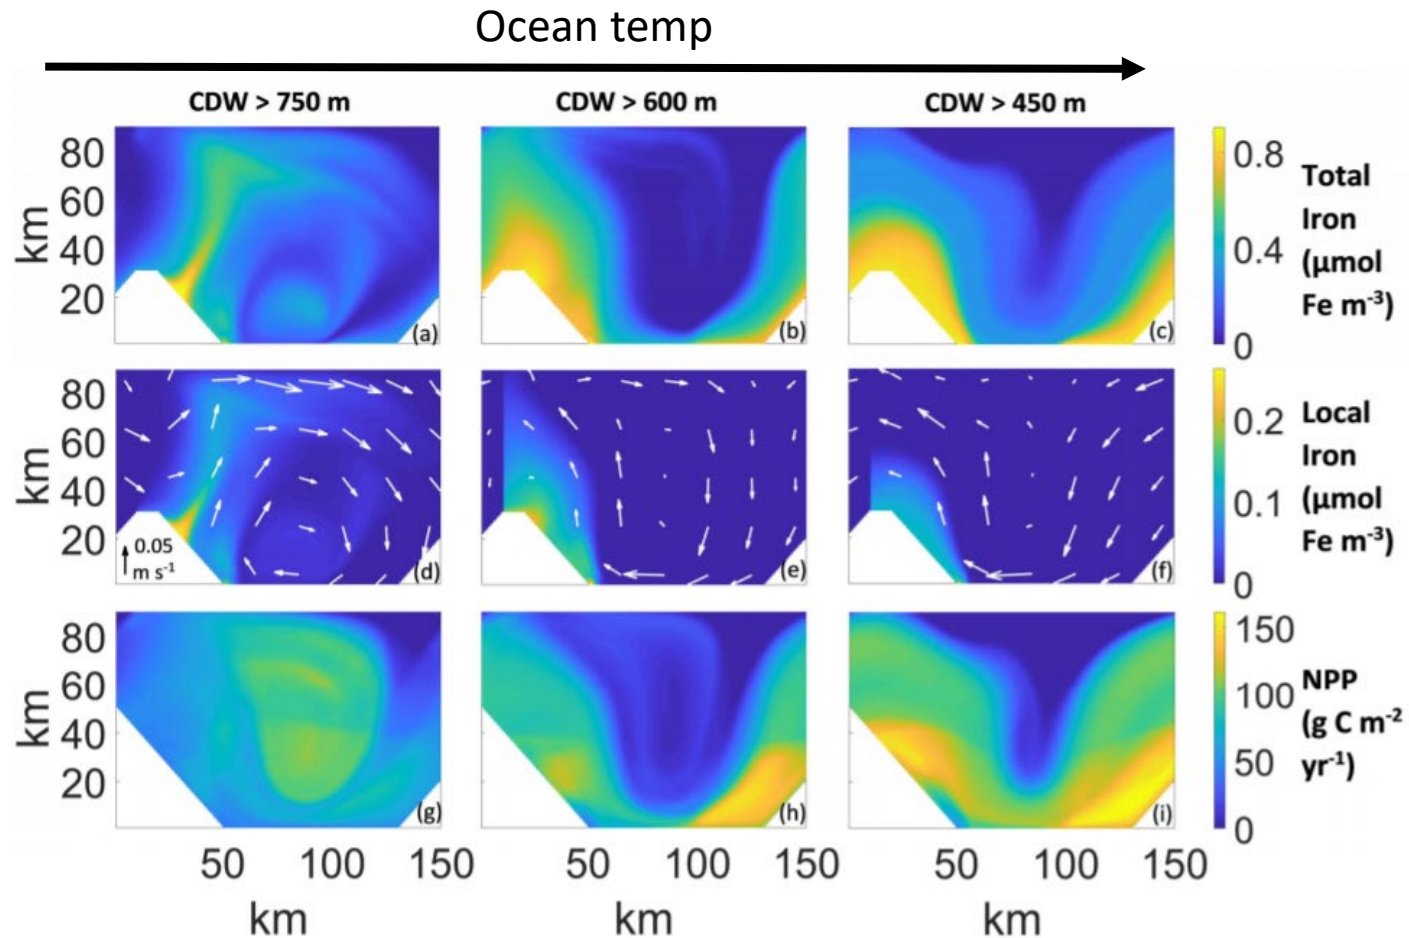 Ocean temp
CDW > 750 m
CDW > 600 m
CDW > 450 m
km
80
60
40
20
(a)
(b)
(c)
0.8
0.4
0
Total
Iron
(μmol
Fe m⁻³)
km
80
60
40
20
0.05
m s⁻¹
(d)
(e)
(f)
0.2
0.1
0
Local
Iron
(μmol
Fe m⁻³)
km
80
60
40
20
(g)
(h)
(i)
150
100
50
0
NPP
(g C m⁻²
yr⁻¹)
50 100 150
50 100 150
50 100 150
km
km
km